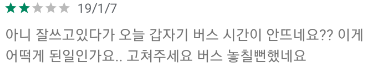 19/1/7
아니 잘쓰고있다가 오늘 갑자기 버스 시간이 안뜨네요?? 이게
어떡게 된일인가요.. 고쳐주세요 버스 놓칠뻔했네요